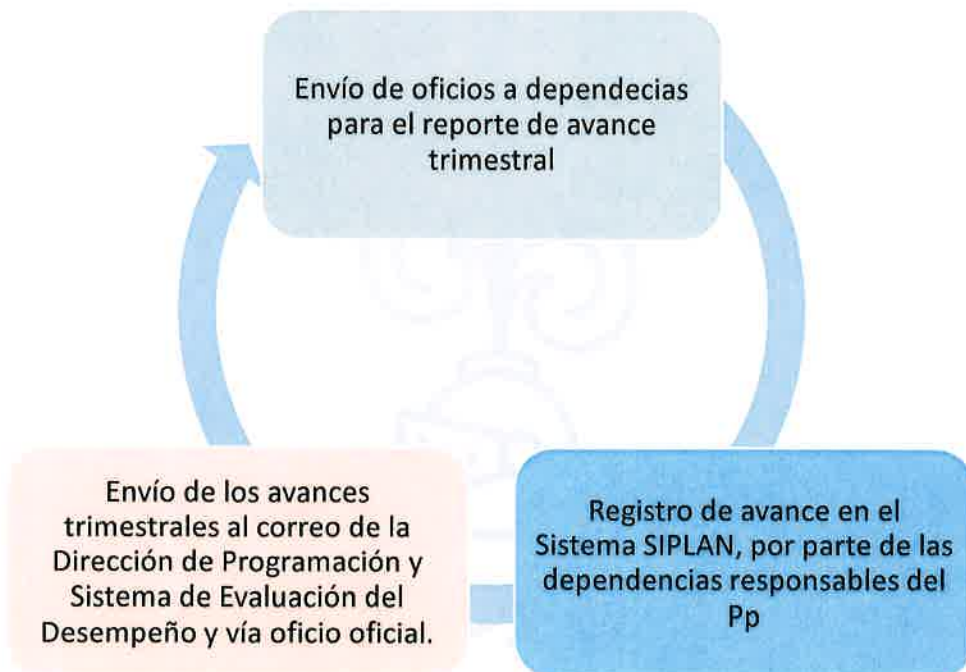 Envío de oficios a dependecias
para el reporte de avance
trimestral
Registro de avance en el
Sistema SIPLAN, por parte de las
dependencias responsables del
Pp
Envío de los avances
trimestrales al correo de la
Dirección de Programación y
Sistema de Evaluación del
Desempeño y vía oficio oficial.